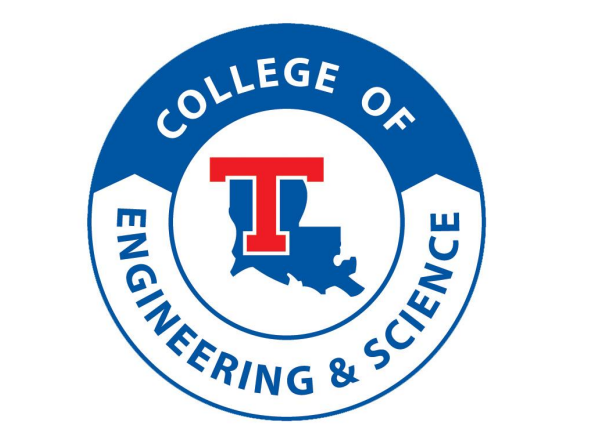 COLLEGE OF
ENGINEERING & SCIENCE
T